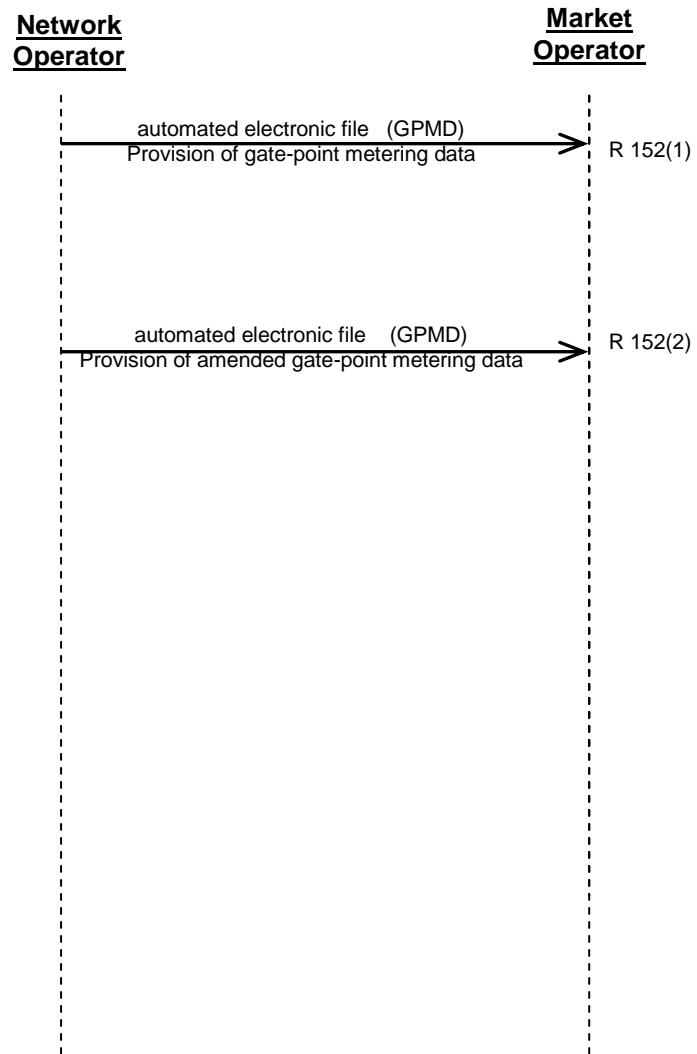 Network
Operator
Market
Operator
automated electronic file (GPMD)
Provision of gate-point metering data
R 152(1)
automated electronic file (GPMD)
Provision of amended gate-point metering data
R 152(2)